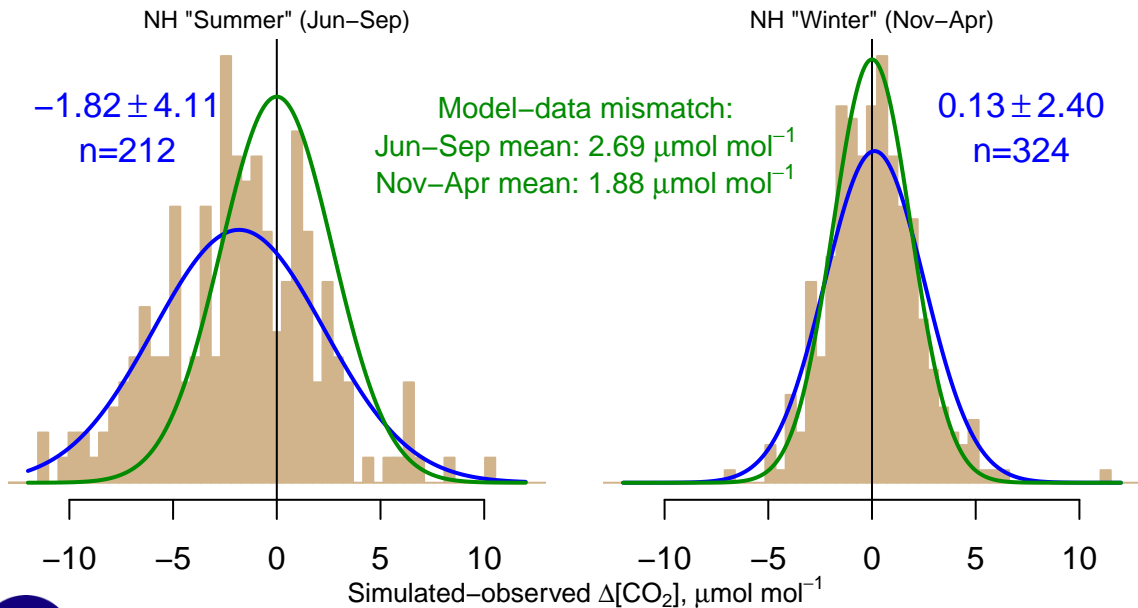 NH "Summer" (Jun−Sep)
NH "Winter" (Nov−Apr)
−1.82 ± 4.11
n=212
Model−data mismatch:
Jun−Sep mean: 2.69 μmol mol⁻¹
Nov−Apr mean: 1.88 μmol mol⁻¹
0.13 ± 2.40
n=324
−10 −5 0 5 10
−10 −5 0 5 10
Simulated−observed Δ[CO₂], μmol mol⁻¹